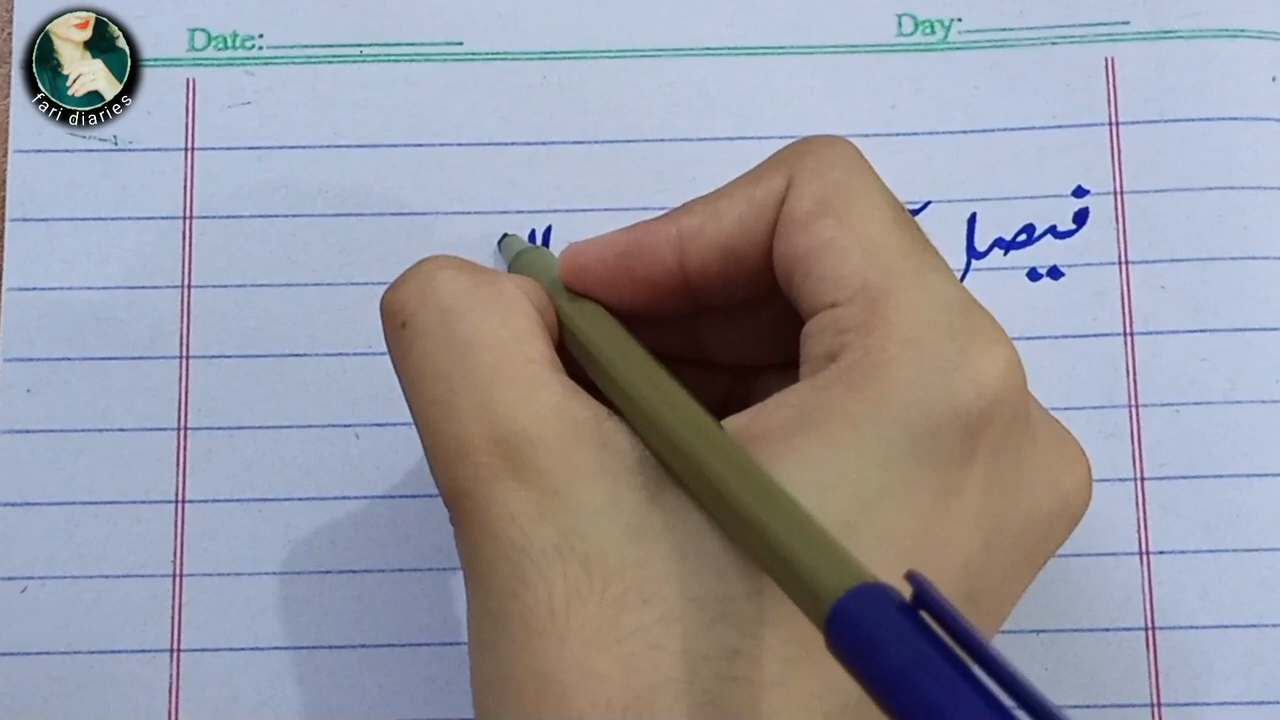 fari diaries
Date:
Day:
فیصل